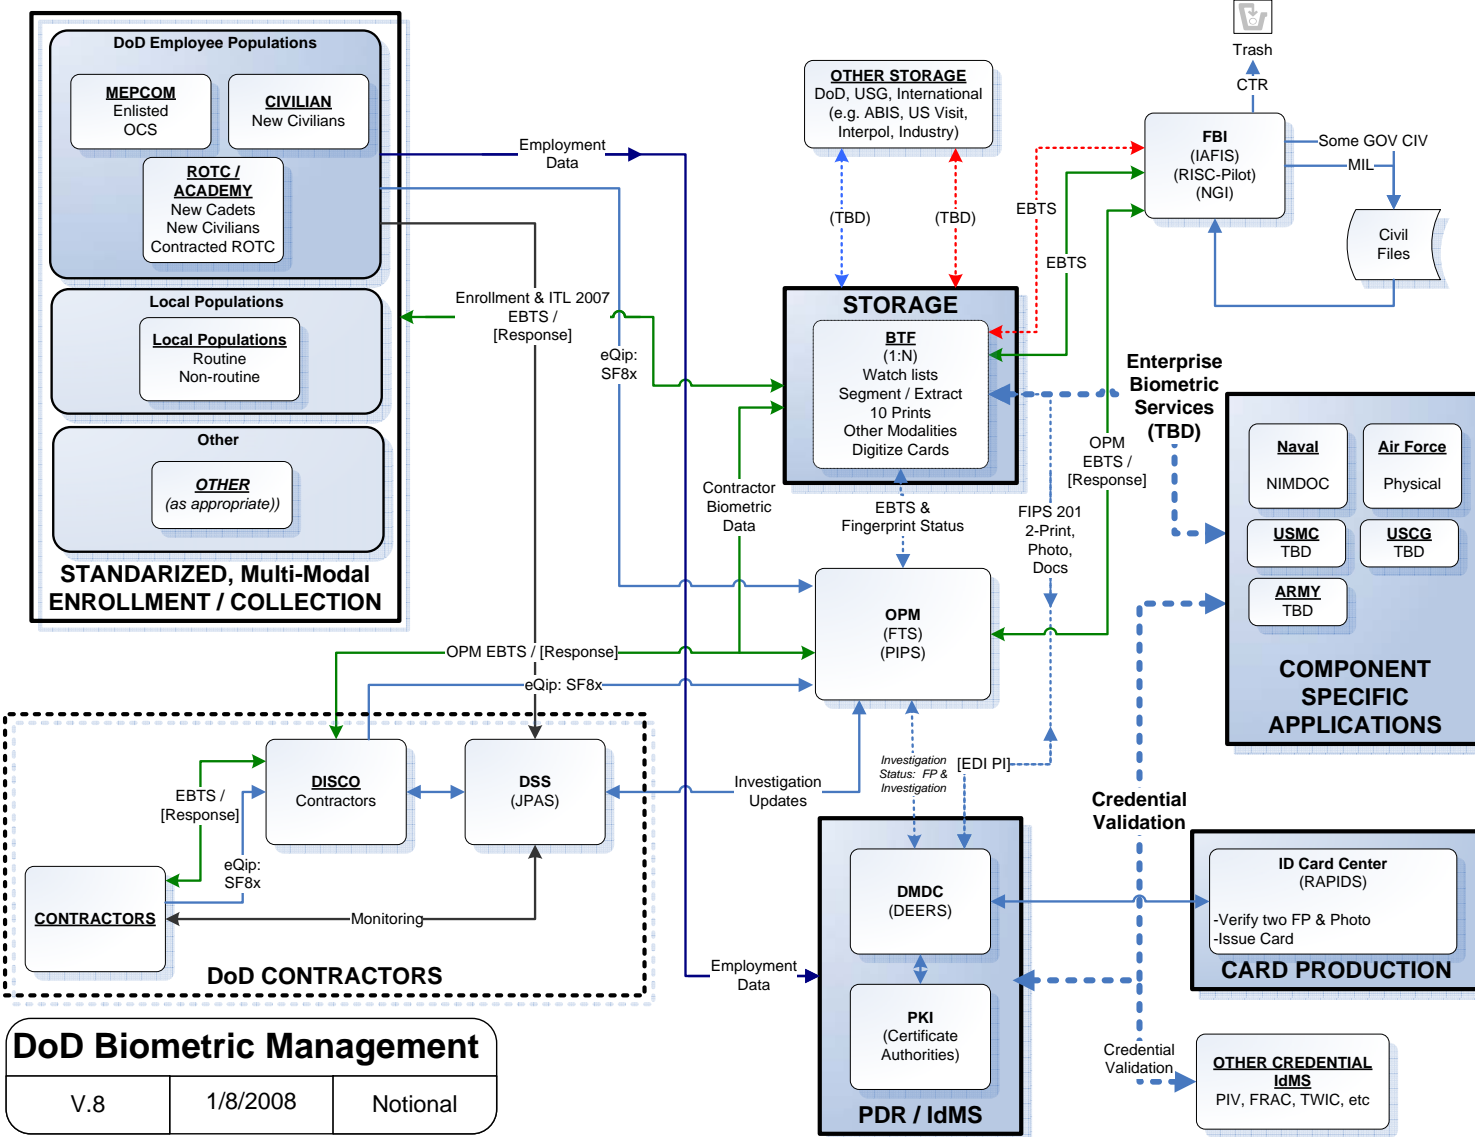 DoD Employee Populations
MEPCOM
Enlisted
OCS
CIVILIAN
New Civilians
ROTC /
ACADEMY
New Cadets
New Civilians
Contracted ROTC
Local Populations
Local Populations
Routine
Non-routine
Other
OTHER
(as appropriate))
STANDARIZED, Multi-Modal
ENROLLMENT / COLLECTION
Employment
Data
Enrollment & ITL 2007
EBTS /
[Response]
eQip:
SF8x
OTHER STORAGE
DoD, USG, International
(e.g. ABIS, US Visit,
Interpol, Industry)
(TBD)
(TBD)
EBTS
EBTS
Trash
CTR
FBI
(IAFIS)
(RISC-Pilot)
(NGI)
Some GOV CIV
MIL
Civil
Files
STORAGE
BTF
(1:N)
Watch lists
Segment / Extract
10 Prints
Other Modalities
Digitize Cards
Enterprise
Biometric
Services
(TBD)
OPM
EBTS /
[Response]
Contractor
Biometric
Data
EBTS &
Fingerprint Status
FIPS 201
2-Print,
Photo,
Docs
Naval
NIMDOC
Air Force
Physical
USMC
TBD
USCG
TBD
ARMY
TBD
COMPONENT
SPECIFIC
APPLICATIONS
OPM
(FTS)
(PIPS)
OPM EBTS / [Response]
eQip: SF8x
DISCO
Contractors
DSS
(JPAS)
EBTS /
[Response]
eQip:
SF8x
CONTRACTORS
Monitoring
DoD CONTRACTORS
Investigation
Updates
Investigation
Status: FP &
Investigation
[EDI PI]
Credential
Validation
DMDC
(DEERS)
PKI
(Certificate
Authorities)
PDR / IdMS
Employment
Data
ID Card Center
(RAPIDS)
-Verify two FP & Photo
-Issue Card
CARD PRODUCTION
Credential
Validation
OTHER CREDENTIAL
IdMS
PIV, FRAC, TWIC, etc
DoD Biometric Management
V.8
1/8/2008
Notional